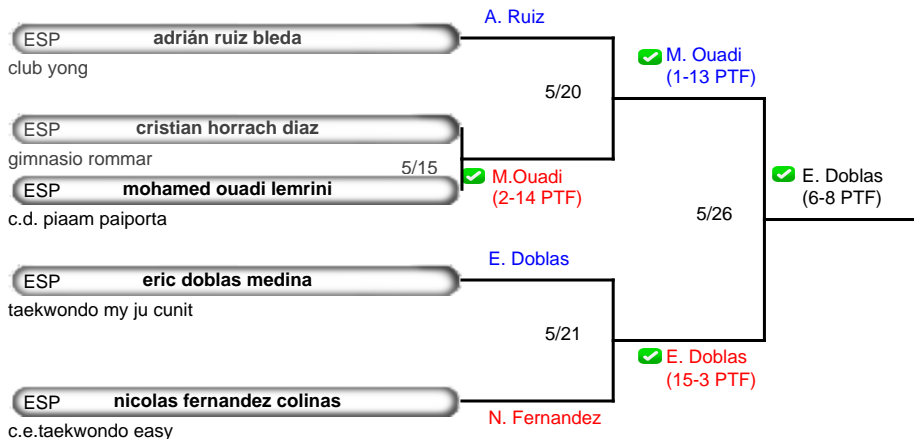 A. Ruiz
ESP adrián ruiz bleda
club yong
M. Ouadi
(1-13 PTF)
5/20
ESP cristian horrach diaz
gimnasio rommar
5/15
ESP mohamed ouadi lemrini
c.d. piaam paiporta
M.Ouadi
(2-14 PTF)
E. Doblas
(6-8 PTF)
5/26
E. Doblas
ESP eric doblas medina
taekwondo my ju cunit
5/21
E. Doblas
(15-3 PTF)
ESP nicolas fernandez colinas
N. Fernandez
c.e.taekwondo easy